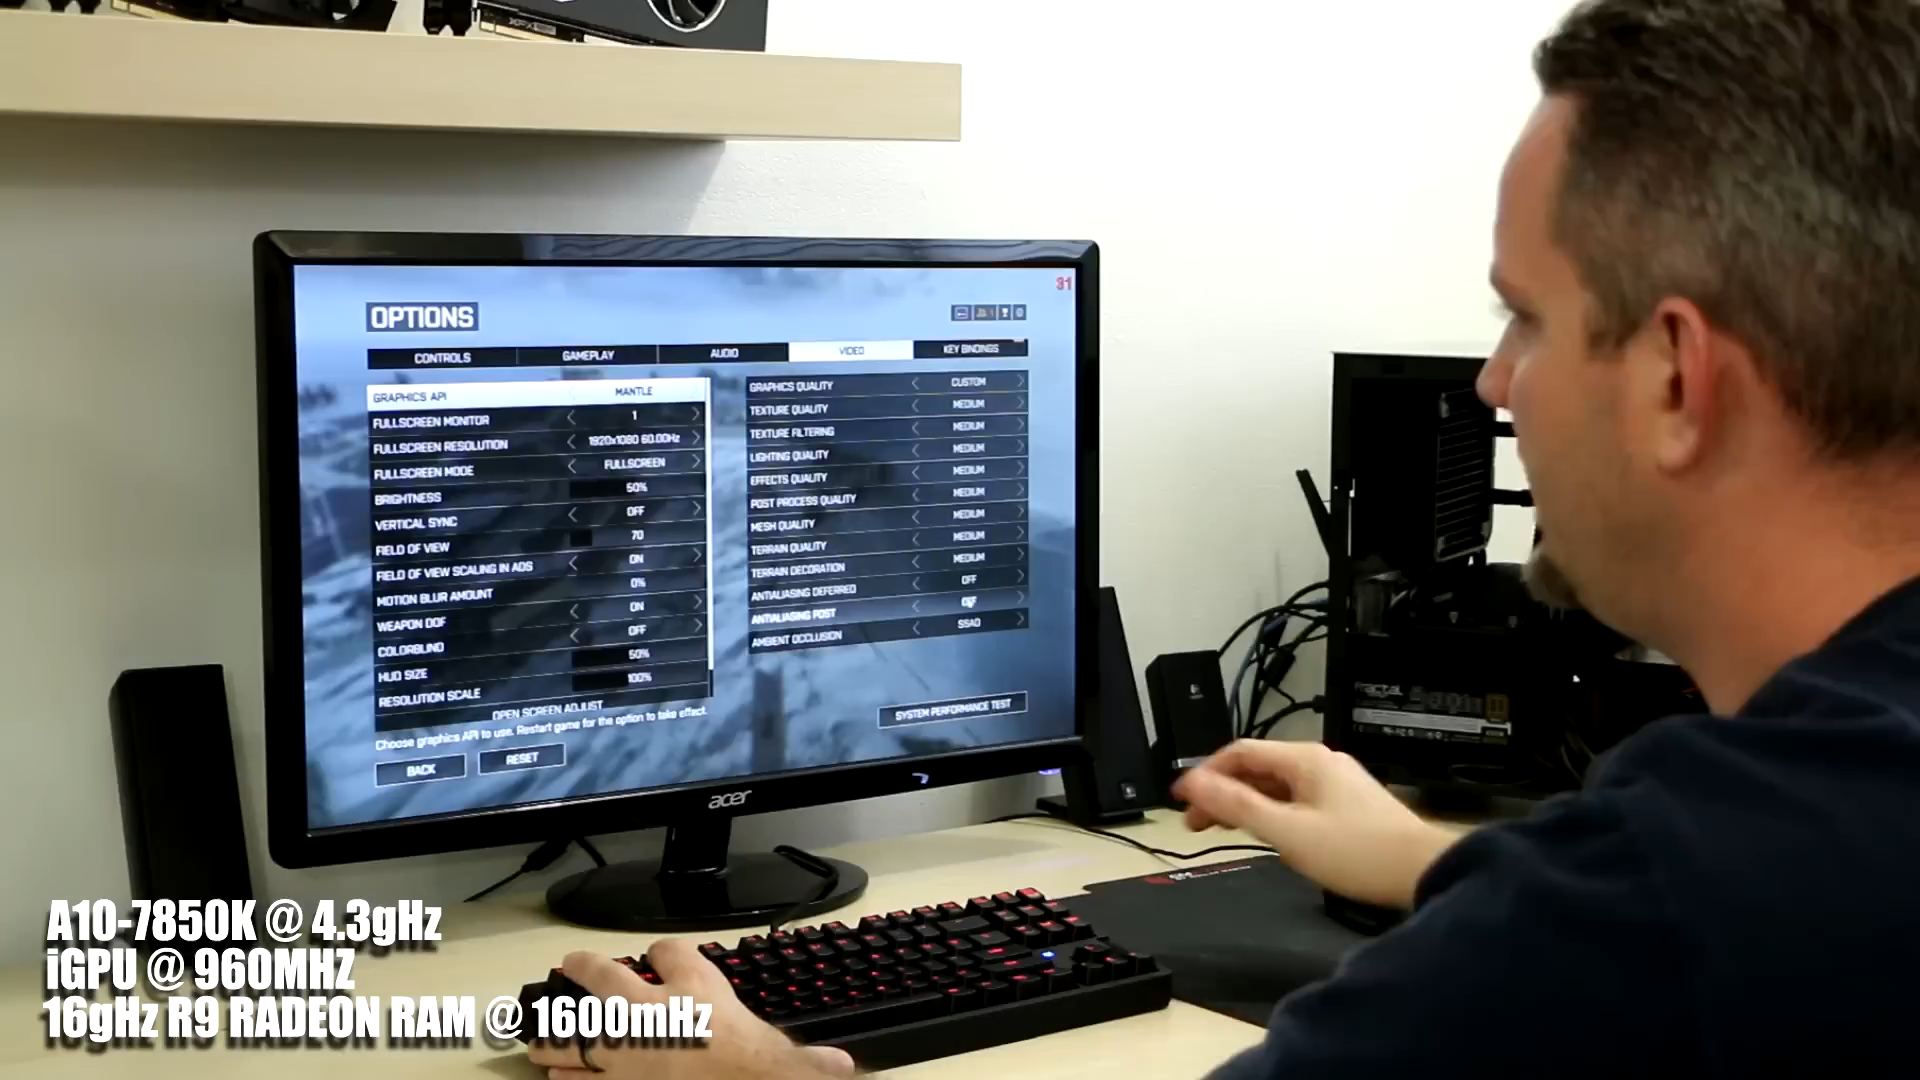 XFX
31
OPTIONS
CONTROLS GAMEPLAY AUDIO VIDEO KEY BINDINGS
GRAPHICS API MANTLE
FULLSCREEN MONITOR 1
FULLSCREEN RESOLUTION 1920x1080 60.00Hz
FULLSCREEN MODE FULLSCREEN
BRIGHTNESS 50%
VERTICAL SYNC OFF
FIELD OF VIEW 70
FIELD OF VIEW SCALING IN ADS ON
MOTION BLUR AMOUNT 0%
WEAPON DOF ON
COLORBLIND OFF
HUD SIZE 50%
RESOLUTION SCALE 100%
OPEN SCREEN ADJUST
Choose graphics API to use. Restart game for the option to take effect.
BACK RESET
GRAPHICS QUALITY CUSTOM
TEXTURE QUALITY MEDIUM
TEXTURE FILTERING MEDIUM
LIGHTING QUALITY MEDIUM
EFFECTS QUALITY MEDIUM
POST PROCESS QUALITY MEDIUM
MESH QUALITY MEDIUM
TERRAIN QUALITY MEDIUM
TERRAIN DECORATION MEDIUM
ANTIALIASING DEFERRED OFF
ANTIALIASING POST OFF
AMBIENT OCCLUSION SSAO
SYSTEM PERFORMANCE TEST
acer
fractal
A10-7850K @ 4.3gHz
iGPU @ 960MHZ
16gHz R9 RADEON RAM @ 1600mHz